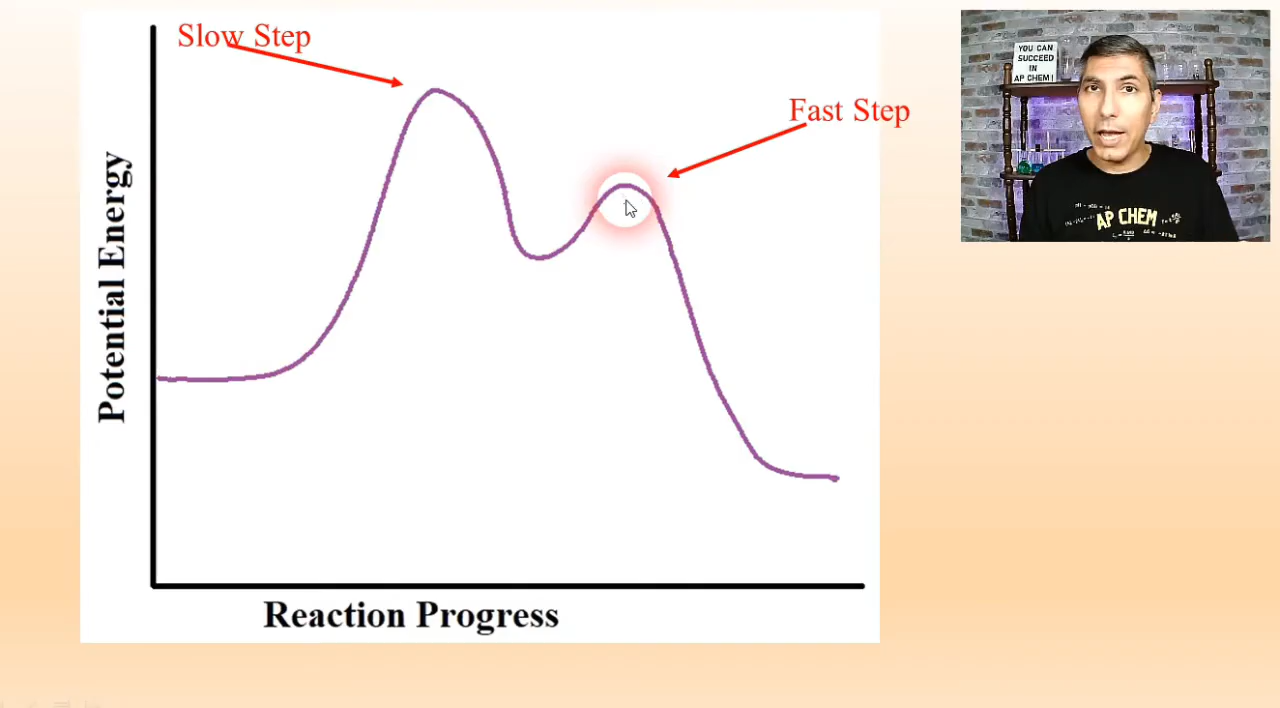 Slow Step
Fast Step
Potential Energy
Reaction Progress
YOU CAN
SUCCEED
IN
AP CHEM!
AP CHEM